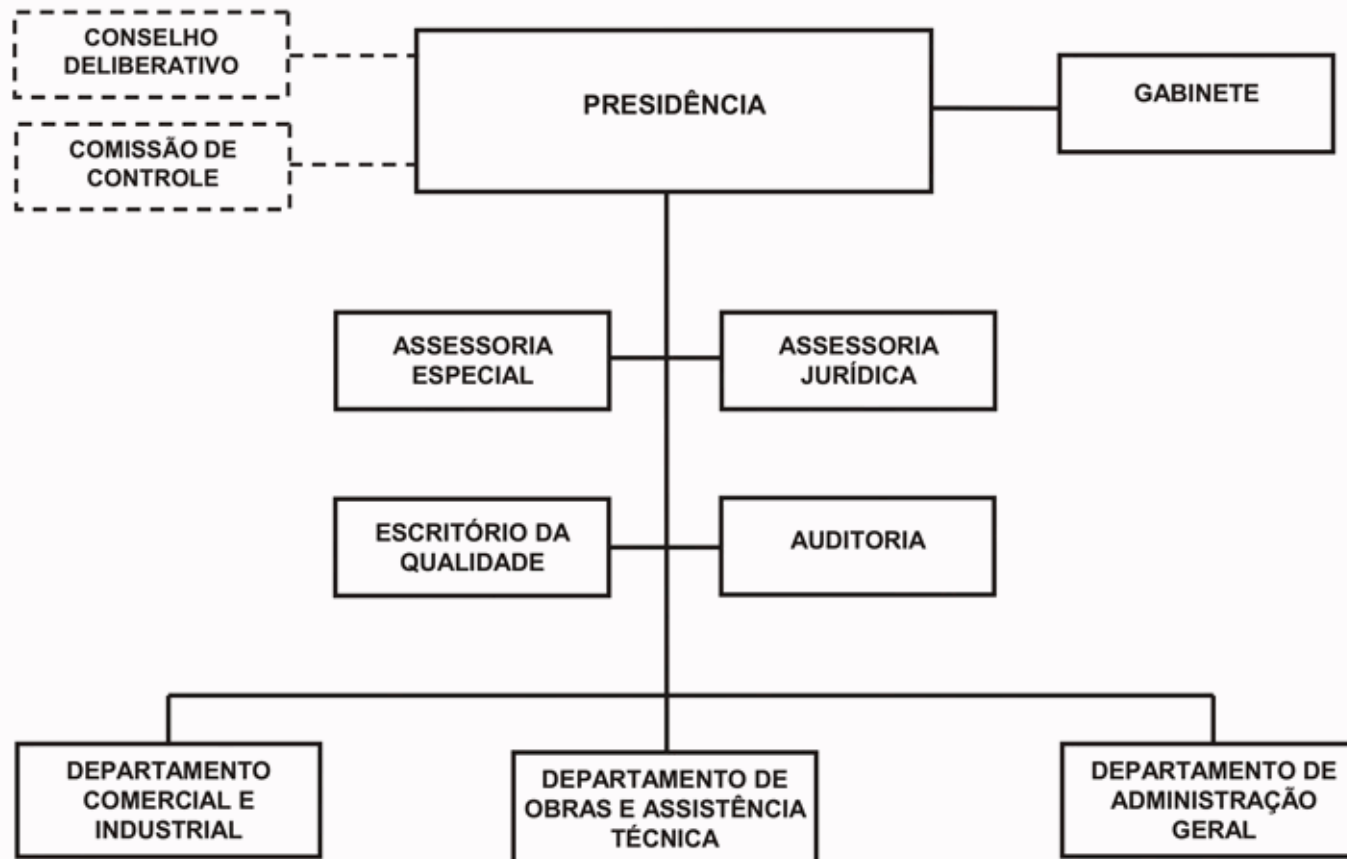 CONSELHO
DELIBERATIVO
PRESIDÊNCIA
GABINETE
COMISSÃO DE
CONTROLE
ASSESSORIA
ESPECIAL
ASSESSORIA
JURÍDICA
ESCRITÓRIO DA
QUALIDADE
AUDITORIA
DEPARTAMENTO
COMERCIAL E
INDUSTRIAL
DEPARTAMENTO DE
OBRAS E ASSISTÊNCIA
TÉCNICA
DEPARTAMENTO DE
ADMINISTRAÇÃO
GERAL